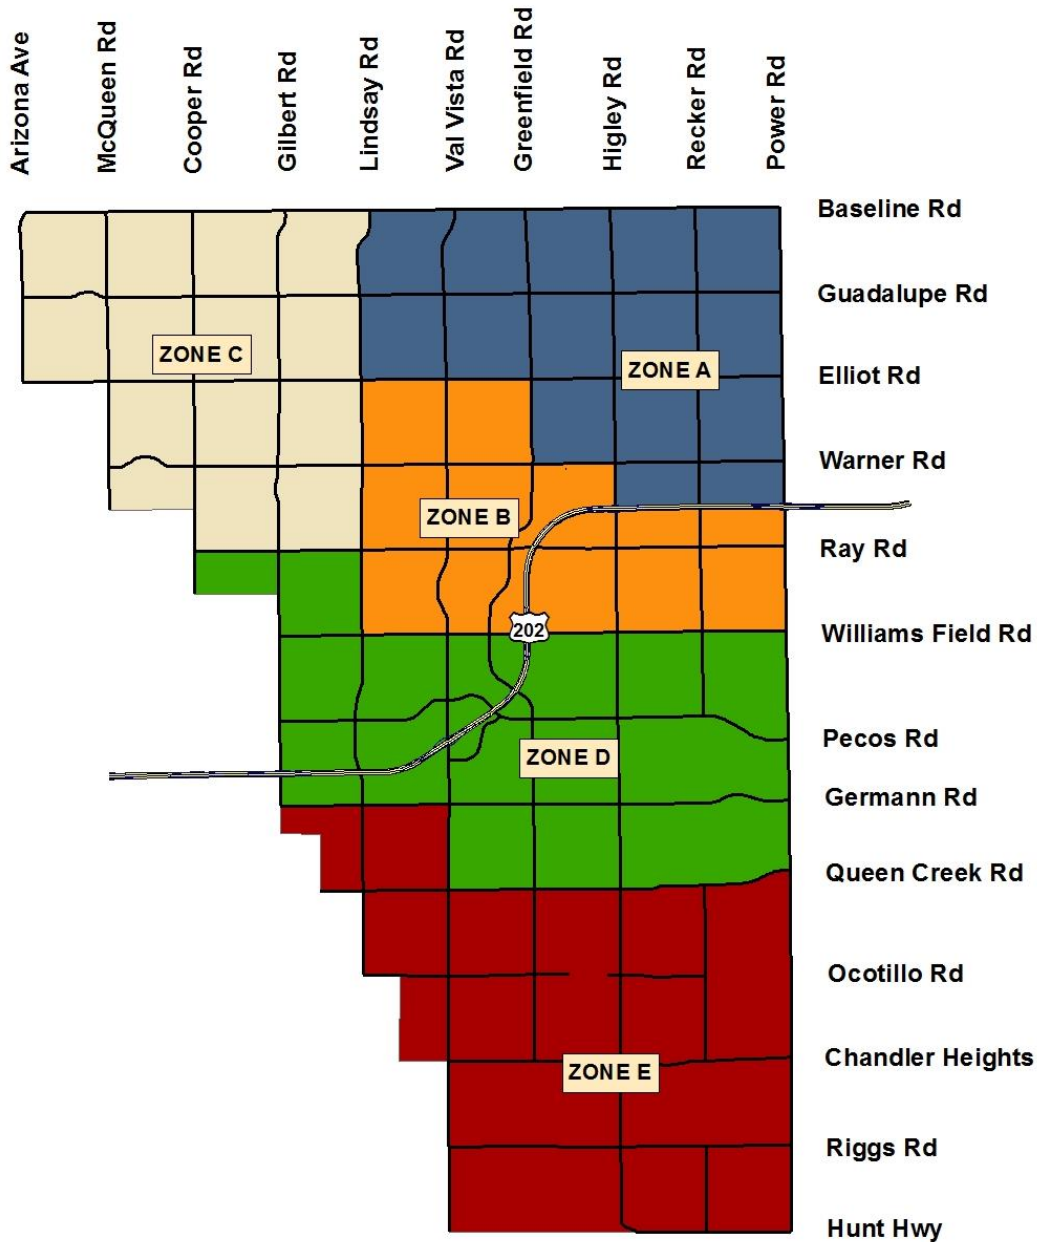 Arizona Ave
McQueen Rd
Cooper Rd
Gilbert Rd
Lindsay Rd
Val Vista Rd
Greenfield Rd
Higley Rd
Recker Rd
Power Rd
Baseline Rd
Guadalupe Rd
ZONE C
ZONE A
Elliot Rd
Warner Rd
ZONE B
Ray Rd
202
Williams Field Rd
Pecos Rd
ZONE D
Germann Rd
Queen Creek Rd
Ocotillo Rd
Chandler Heights
ZONE E
Riggs Rd
Hunt Hwy